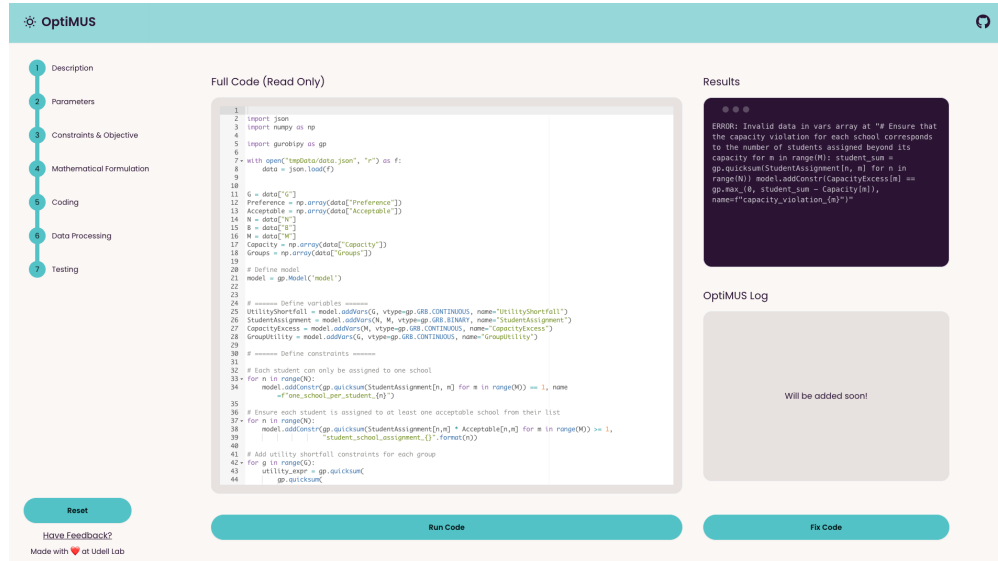 OptiMUS
1 Description
2 Parameters
3 Constraints & Objective
4 Mathematical Formulation
5 Coding
6 Data Processing
7 Testing
Reset
Have Feedback?
Made with ❤️ at Udell Lab
Full Code (Read Only)
1
2 import json
3 import numpy as np
4
5 import gurobipy as gp
6
7 with open("tmpData/data.json", "r") as f:
8     data = json.load(f)
9
10
11 G = data["G"]
12 Preference = np.array(data["Preference"])
13 Acceptable = np.array(data["Acceptable"])
14 N = data["N"]
15 B = data["B"]
16 M = data["M"]
17 Capacity = np.array(data["Capacity"])
18 Groups = np.array(data["Groups"])
19
20 # Define model
21 model = gp.Model('model')
22
23
24 # ====== Define variables ======
25 UtilityShortfall = model.addVars(G, vtype=gp.GRB.CONTINUOUS, name="UtilityShortfall")
26 StudentAssignment = model.addVars(N, M, vtype=gp.GRB.BINARY, name="StudentAssignment")
27 CapacityExcess = model.addVars(M, vtype=gp.GRB.CONTINUOUS, name="CapacityExcess")
28 GroupUtility = model.addVars(G, vtype=gp.GRB.CONTINUOUS, name="GroupUtility")
29
30 # ====== Define constraints ======
31
32 # Each student can only be assigned to one school
33 for n in range(N):
34     model.addConstr(gp.quicksum(StudentAssignment[n, m] for m in range(M)) == 1, name
=f"one_school_per_student_{n}")
35
36 # Ensure each student is assigned to at least one acceptable school from their list
37 for n in range(N):
38     model.addConstr(gp.quicksum(StudentAssignment[n,m] * Acceptable[n,m] for m in range(M)) >= 1,
39                     "student_school_assignment_{}".format(n))
40
41 # Add utility shortfall constraints for each group
42 for g in range(G):
43     utility_expr = gp.quicksum(
44         gp.quicksum(
Run Code
Results
ERROR: Invalid data in vars array at "# Ensure that
the capacity violation for each school corresponds
to the number of students assigned beyond its
capacity for m in range(M): student_sum =
gp.quicksum(StudentAssignment[n, m] for n in
range(N)) model.addConstr(CapacityExcess[m] ==
gp.max_(0, student_sum - Capacity[m]),
name=f"capacity_violation_{m}")"
OptiMUS Log
Will be added soon!
Fix Code